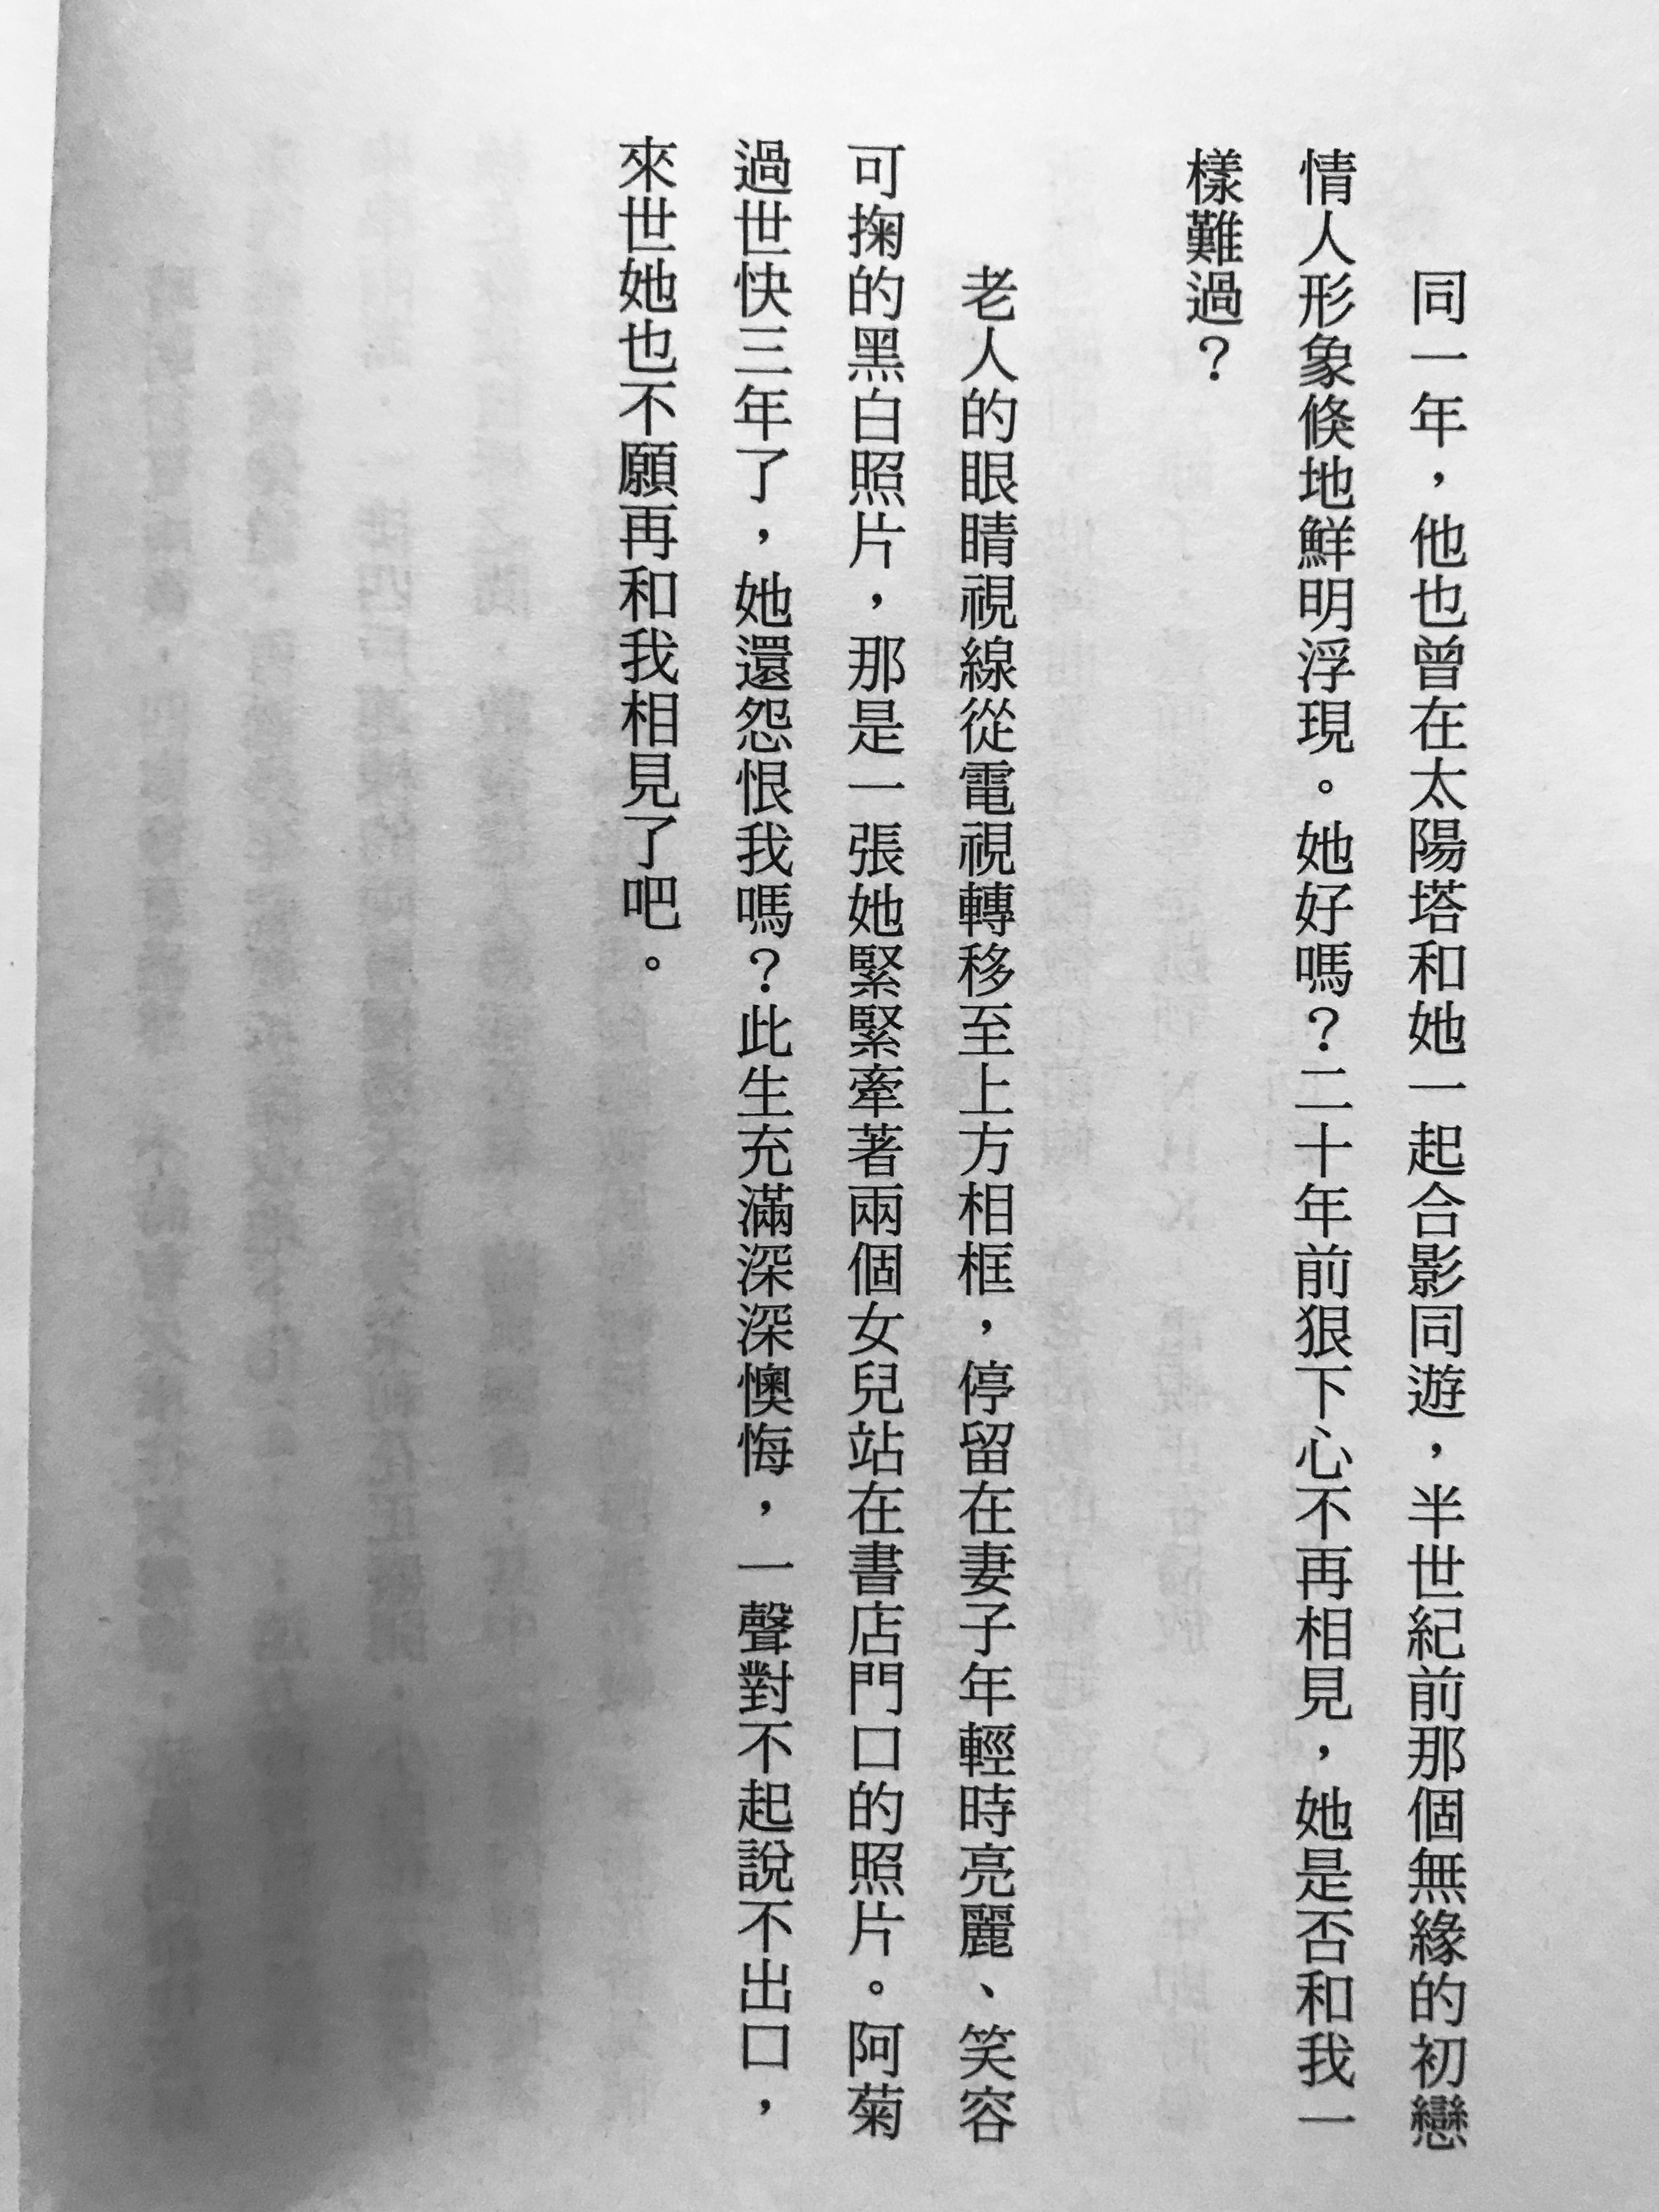 同一年，他也曾在太陽塔和她一起合影同遊，半世紀前那個無緣的初戀
情人形象倏地鮮明浮現。她好嗎？二十年前狠下心不再相見，她是否和我一
樣難過？
老人的眼睛視線從電視轉移至上方相框，停留在妻子年輕時亮麗、笑容
可掬的黑白照片，那是一張她緊緊牽著兩個女兒站在書店門口的照片。阿菊
過世快三年了，她還怨恨我嗎？此生充滿深深懊悔，一聲對不起說不出口，
來世她也不願再和我相見了吧。